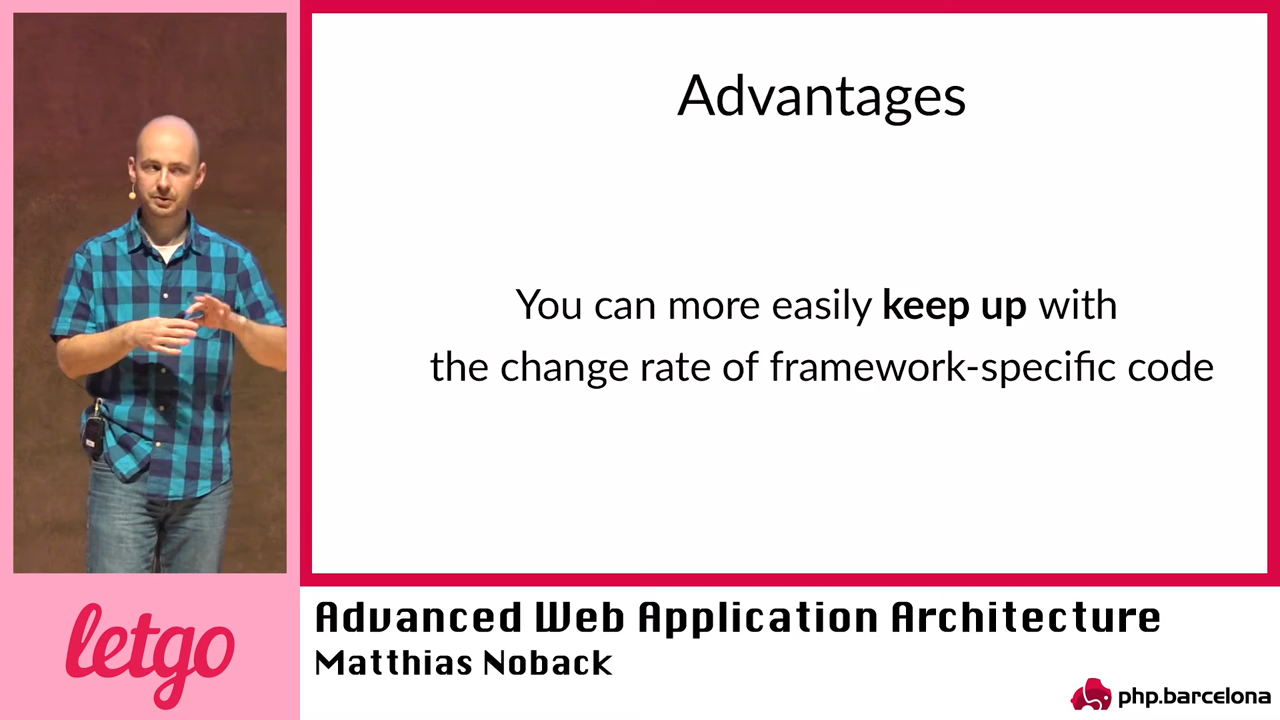 Advantages
You can more easily keep up with
the change rate of framework-specific code
letgo
Advanced Web Application Architecture
Matthias Noback
php.barcelona